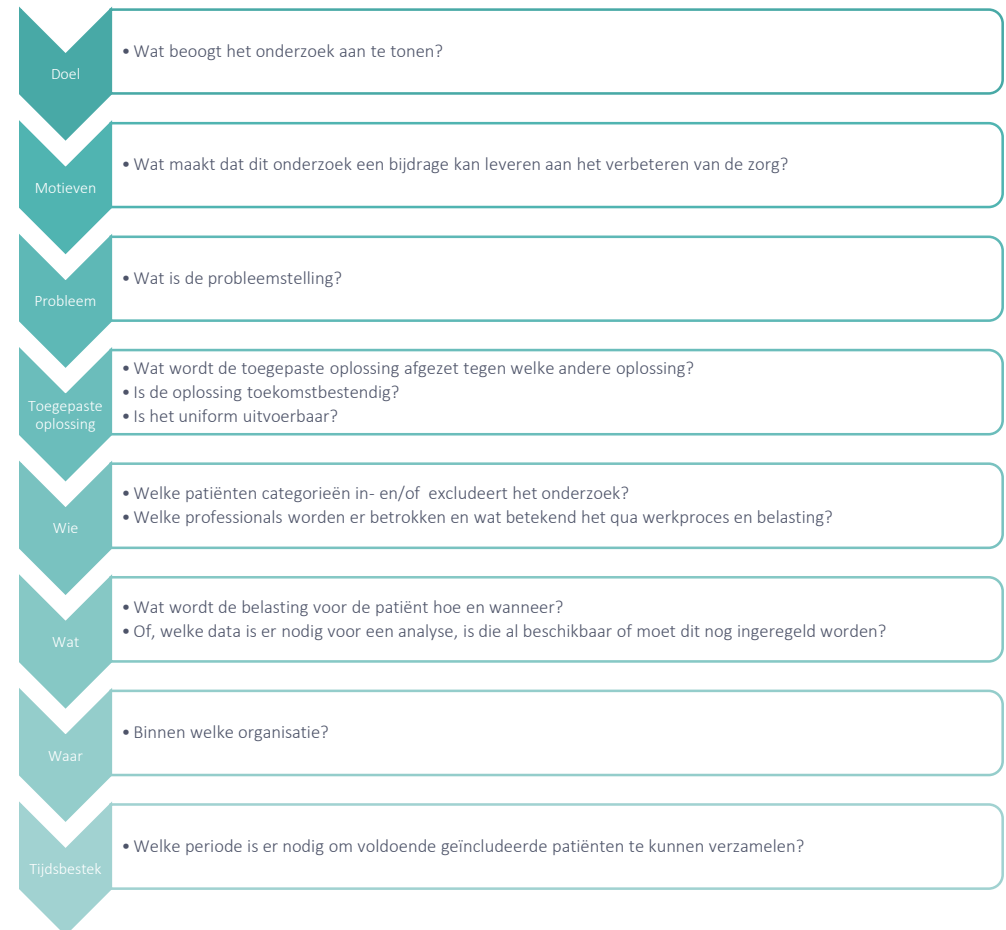 Doel
• Wat beoogt het onderzoek aan te tonen?
Motieven
• Wat maakt dat dit onderzoek een bijdrage kan leveren aan het verbeteren van de zorg?
Probleem
• Wat is de probleemstelling?
Toegepaste
oplossing
• Wat wordt de toegepaste oplossing afgezet tegen welke andere oplossing?
• Is de oplossing toekomstbestendig?
• Is het uniform uitvoerbaar?
Wie
• Welke patiënten categorieën in- en/of excludeert het onderzoek?
• Welke professionals worden er betrokken en wat betekend het qua werkproces en belasting?
Wat
• Wat wordt de belasting voor de patiënt hoe en wanneer?
• Of, welke data is er nodig voor een analyse, is die al beschikbaar of moet dit nog ingeregeld worden?
Waar
• Binnen welke organisatie?
Tijdsbestek
• Welke periode is er nodig om voldoende geïncludeerde patiënten te kunnen verzamelen?